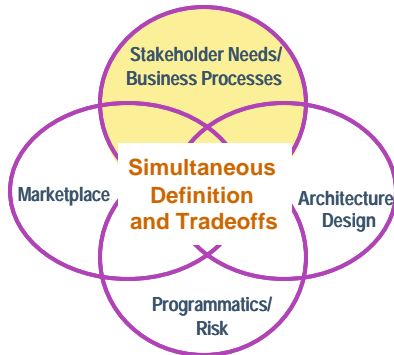 Stakeholder Needs/
Business Processes
Simultaneous
Definition
and Tradeoffs
Marketplace
Architecture
Design
Programmatics/
Risk